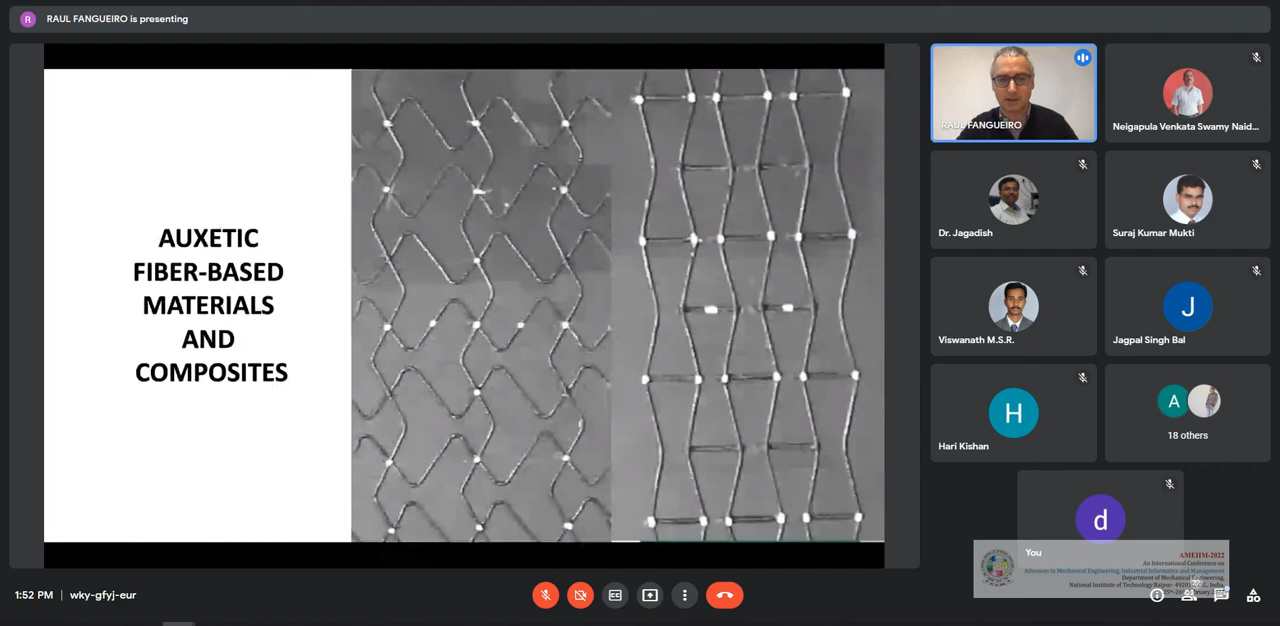 R
RAUL FANGUEIRO is presenting
AUXETIC
FIBER-BASED
MATERIALS
AND
COMPOSITES
RAUL FANGUEIRO
Neigapula Venkata Swamy Naid...
Dr. Jagadish
Suraj Kumar Mukti
Viswanath M.S.R.
J
Jagpal Singh Bal
H
Hari Kishan
A
18 others
d
You
AMEIIM-2022
An International Conference on
Advances in Mechanical Engineering, Industrial Informatics and Management
Department of Mechanical Engineering,
National Institute of Technology Raipur-
India
1:52 PM
wky-gfyj-eur
CC